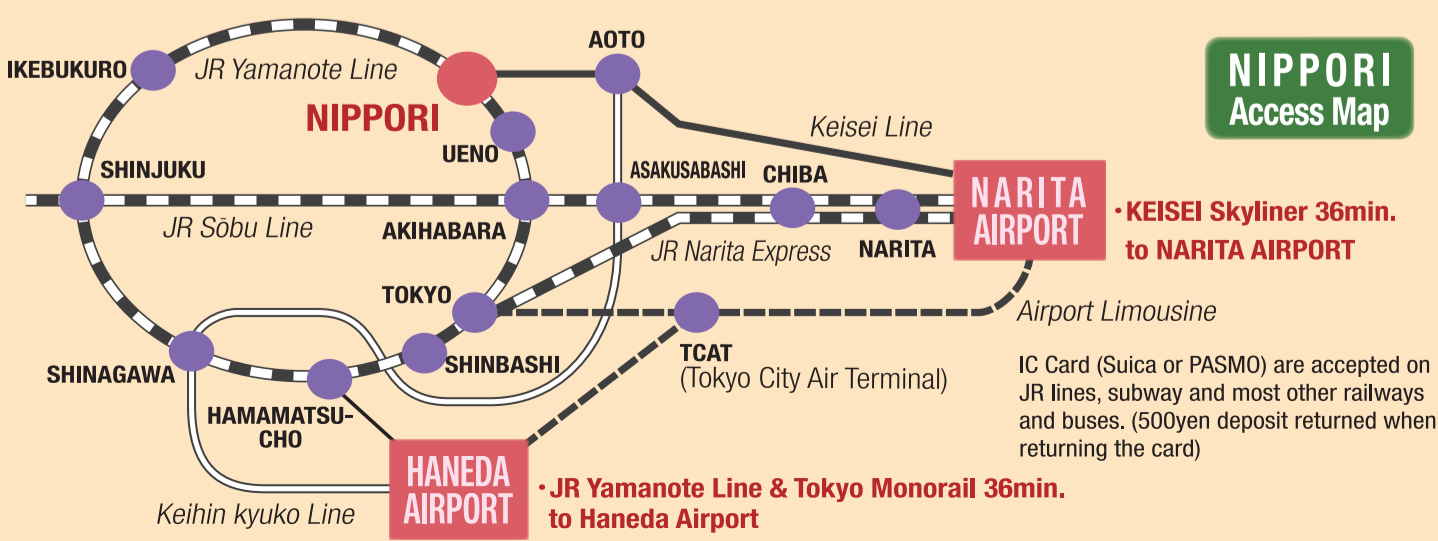 NIPPORI
Access Map
AOTO
IKEBUKURO
JR Yamanote Line
NIPPORI
Keisei Line
UENO
SHINJUKU
ASAKUSABASHI
CHIBA
NARITA
AIRPORT
・KEISEI Skyliner 36min.
to NARITA AIRPORT
JR Sōbu Line
AKIHABARA
JR Narita Express
NARITA
TOKYO
Airport Limousine
SHINBASHI
TCAT
(Tokyo City Air Terminal)
SHINAGAWA
HAMAMATSU-
CHO
IC Card (Suica or PASMO) are accepted on
JR lines, subway and most other railways
and buses. (500yen deposit returned when
returning the card)
HANEDA
AIRPORT
・JR Yamanote Line & Tokyo Monorail 36min.
to Haneda Airport
Keihin kyuko Line